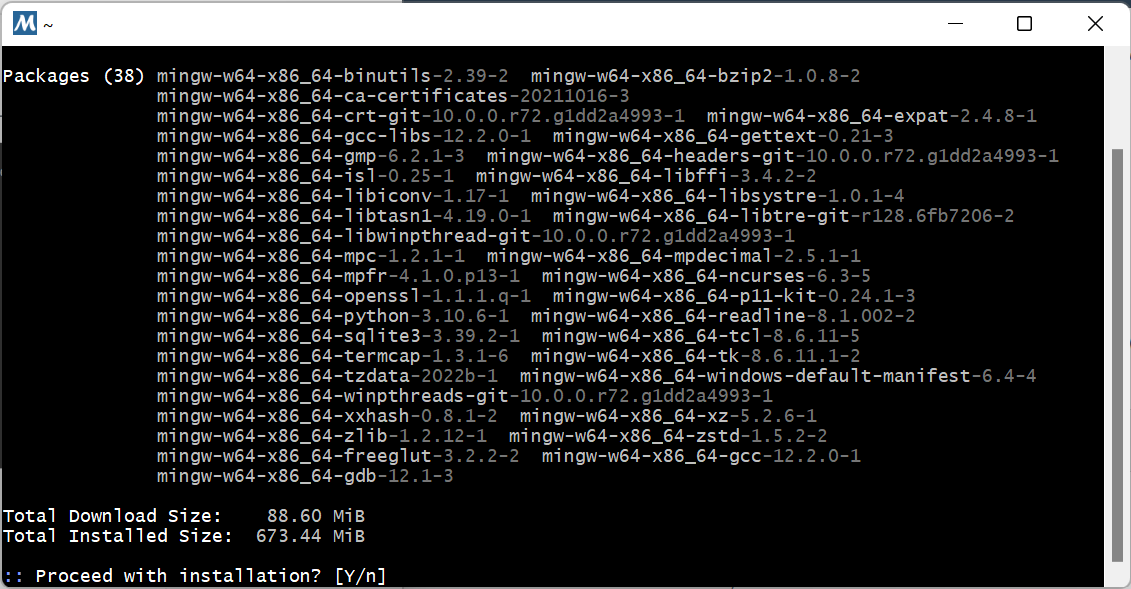 M ~
Packages (38) mingw-w64-x86_64-binutils-2.39-2  mingw-w64-x86_64-bzip2-1.0.8-2
mingw-w64-x86_64-ca-certificates-20211016-3
mingw-w64-x86_64-crt-git-10.0.0.r72.g1dd2a4993-1  mingw-w64-x86_64-expat-2.4.8-1
mingw-w64-x86_64-gcc-libs-12.2.0-1  mingw-w64-x86_64-gettext-0.21-3
mingw-w64-x86_64-gmp-6.2.1-3  mingw-w64-x86_64-headers-git-10.0.0.r72.g1dd2a4993-1
mingw-w64-x86_64-isl-0.25-1  mingw-w64-x86_64-libffi-3.4.2-2
mingw-w64-x86_64-libiconv-1.17-1  mingw-w64-x86_64-libsystre-1.0.1-4
mingw-w64-x86_64-libtasn1-4.19.0-1  mingw-w64-x86_64-libtre-git-r128.6fb7206-2
mingw-w64-x86_64-libwinpthread-git-10.0.0.r72.g1dd2a4993-1
mingw-w64-x86_64-mpc-1.2.1-1  mingw-w64-x86_64-mpdecimal-2.5.1-1
mingw-w64-x86_64-mpfr-4.1.0.p13-1  mingw-w64-x86_64-ncurses-6.3-5
mingw-w64-x86_64-openssl-1.1.1.q-1  mingw-w64-x86_64-p11-kit-0.24.1-3
mingw-w64-x86_64-python-3.10.6-1  mingw-w64-x86_64-readline-8.1.002-2
mingw-w64-x86_64-sqlite3-3.39.2-1  mingw-w64-x86_64-tcl-8.6.11-5
mingw-w64-x86_64-termcap-1.3.1-6  mingw-w64-x86_64-tk-8.6.11.1-2
mingw-w64-x86_64-tzdata-2022b-1  mingw-w64-x86_64-windows-default-manifest-6.4-4
mingw-w64-x86_64-winpthreads-git-10.0.0.r72.g1dd2a4993-1
mingw-w64-x86_64-xxhash-0.8.1-2  mingw-w64-x86_64-xz-5.2.6-1
mingw-w64-x86_64-zlib-1.2.12-1  mingw-w64-x86_64-zstd-1.5.2-2
mingw-w64-x86_64-freeglut-3.2.2-2  mingw-w64-x86_64-gcc-12.2.0-1
mingw-w64-x86_64-gdb-12.1-3
Total Download Size:    88.60 MiB
Total Installed Size:  673.44 MiB
:: Proceed with installation? [Y/n]